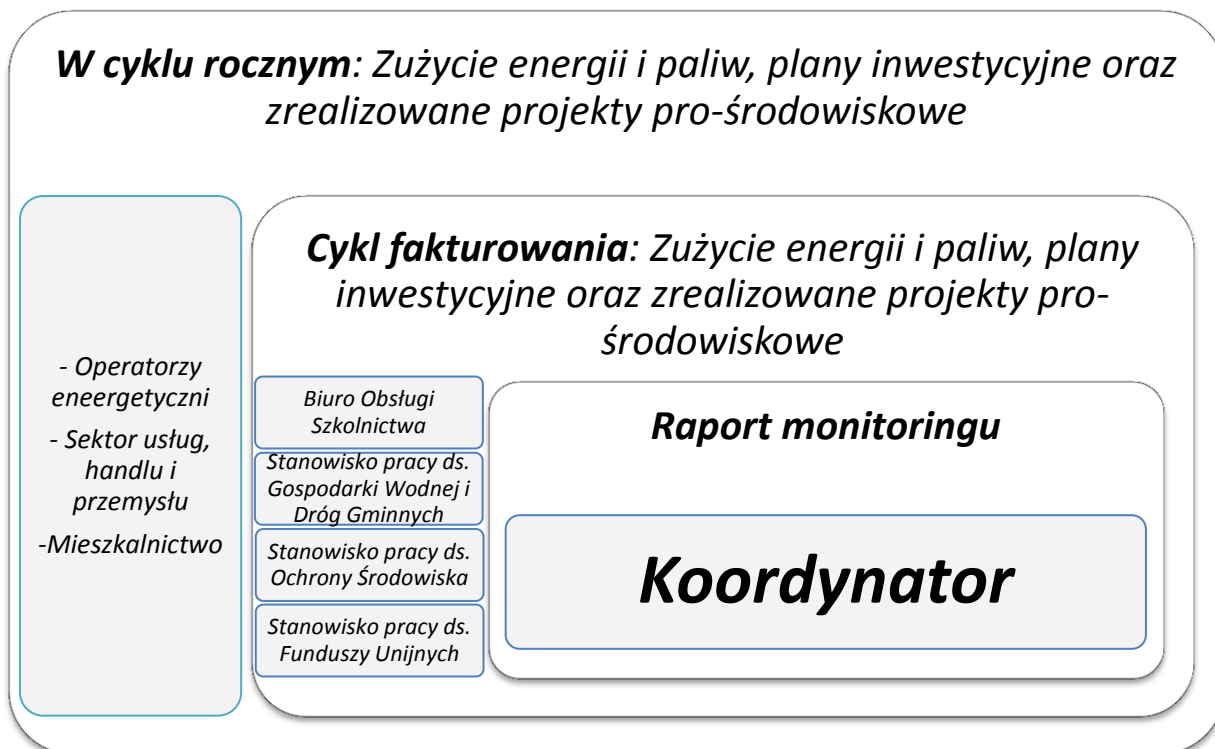 W cyklu rocznym: Zużycie energii i paliw, plany inwestycyjne oraz
zrealizowane projekty pro-środowiskowe
- Operatorzy
eneergetyczni
- Sektor usług,
handlu i
przemysłu
-Mieszkalnictwo
Cykl fakturowania: Zużycie energii i paliw, plany
inwestycyjne oraz zrealizowane projekty pro-
środowiskowe
Biuro Obsługi
Szkolnictwa
Stanowisko pracy ds.
Gospodarki Wodnej i
Dróg Gminnych
Stanowisko pracy ds.
Ochrony Środowiska
Stanowisko pracy ds.
Funduszy Unijnych
Raport monitoringu
Koordynator